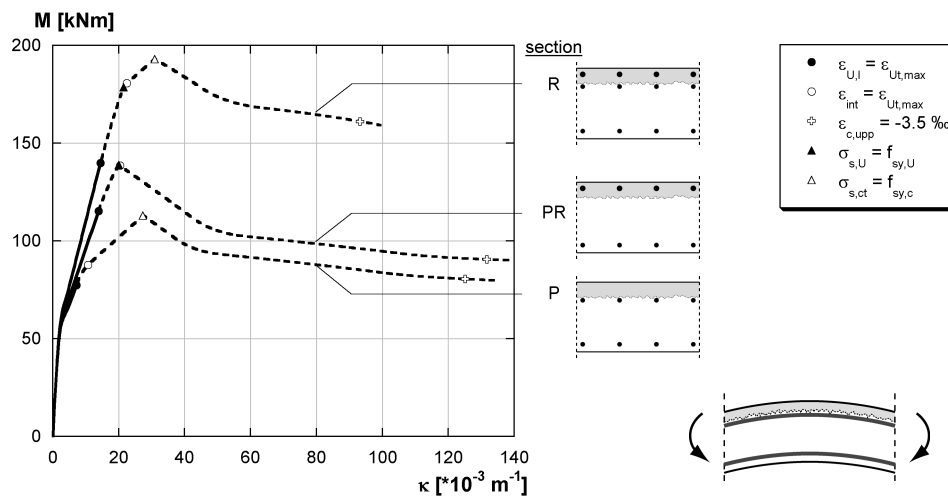 M [kNm]
200
150
100
50
0
0 20 40 60 80 100 120 140
κ [*10⁻³ m⁻¹]
section
R
PR
P
● ε_U,l = ε_Ut,max
○ ε_int = ε_Ut,max
ε_c,upp = -3.5 ‰
▲ σ_s,U = f_sy,U
△ σ_s,ct = f_sy,c